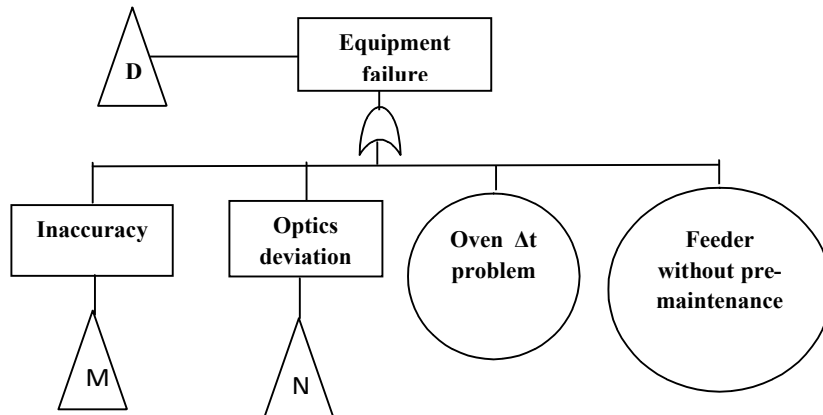 Equipment
failure
D
Inaccuracy
Optics
deviation
Oven Δt
problem
Feeder
without pre-
maintenance
M
N